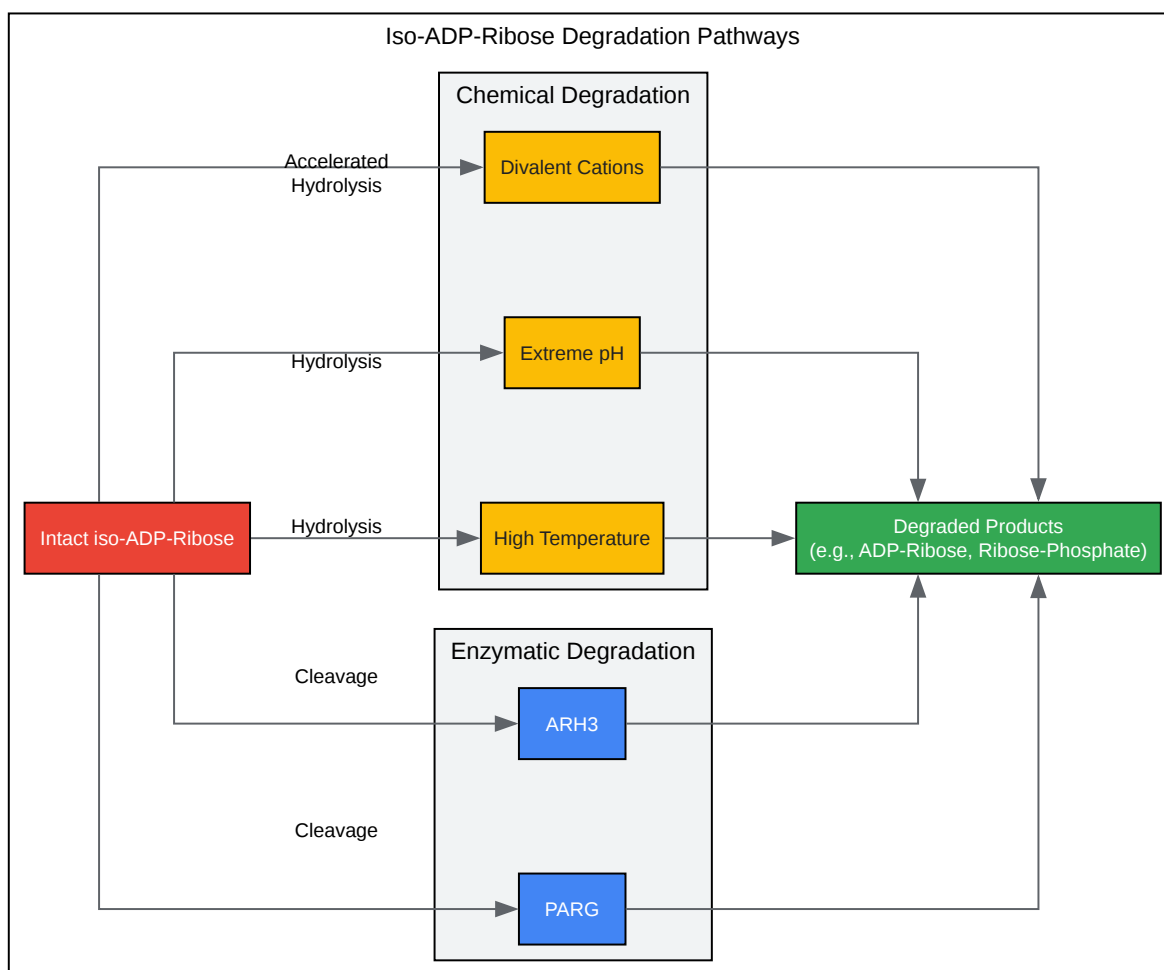 Iso-ADP-Ribose Degradation Pathways
Chemical Degradation
Accelerated
Hydrolysis
Divalent Cations
Hydrolysis
Extreme pH
Intact iso-ADP-Ribose
Hydrolysis
High Temperature
Degraded Products
(e.g., ADP-Ribose, Ribose-Phosphate)
Enzymatic Degradation
Cleavage
ARH3
Cleavage
PARG